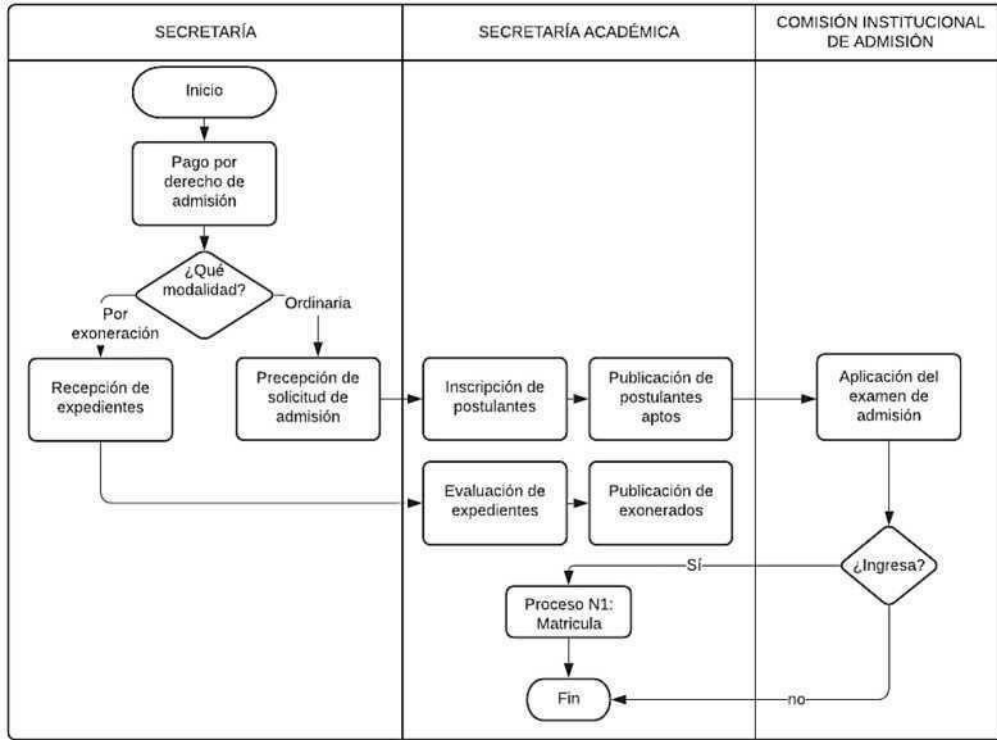 SECRETARÍA
SECRETARÍA ACADÉMICA
COMISIÓN INSTITUCIONAL
DE ADMISIÓN
Inicio
Pago por
derecho de
admisión
¿Qué
modalidad?
Por
exoneración
Ordinaria
Recepción de
expedientes
Precepción de
solicitud de
admisión
Inscripción de
postulantes
Publicación de
postulantes
aptos
Aplicación del
examen de
admisión
Evaluación de
expedientes
Publicación de
exonerados
¿Ingresa?
Sí
Proceso N1:
Matricula
Fin
no